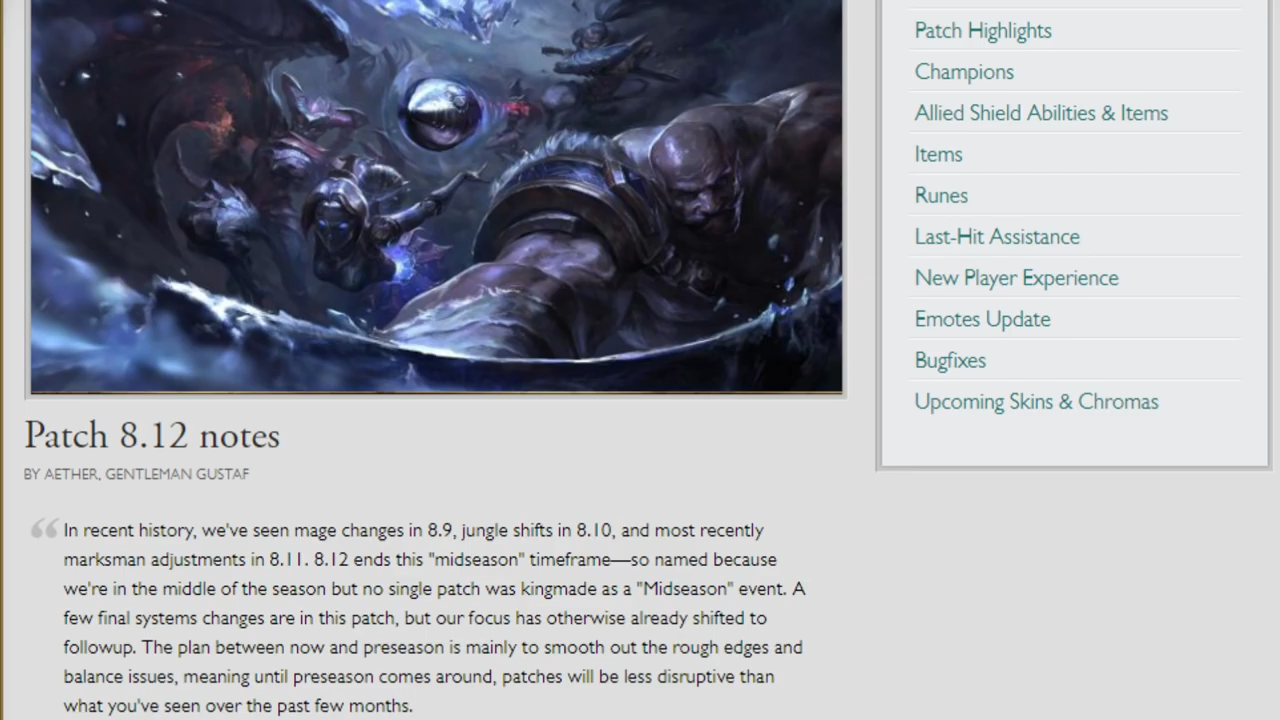 Patch Highlights
Champions
Allied Shield Abilities & Items
Items
Runes
Last-Hit Assistance
New Player Experience
Emotes Update
Bugfixes
Upcoming Skins & Chromas
Patch 8.12 notes
BY AETHER, GENTLEMAN GUSTAF
“ In recent history, we've seen mage changes in 8.9, jungle shifts in 8.10, and most recently
marksman adjustments in 8.11. 8.12 ends this "midseason" timeframe—so named because
we're in the middle of the season but no single patch was kingmade as a "Midseason" event. A
few final systems changes are in this patch, but our focus has otherwise already shifted to
followup. The plan between now and preseason is mainly to smooth out the rough edges and
balance issues, meaning until preseason comes around, patches will be less disruptive than
what you've seen over the past few months.